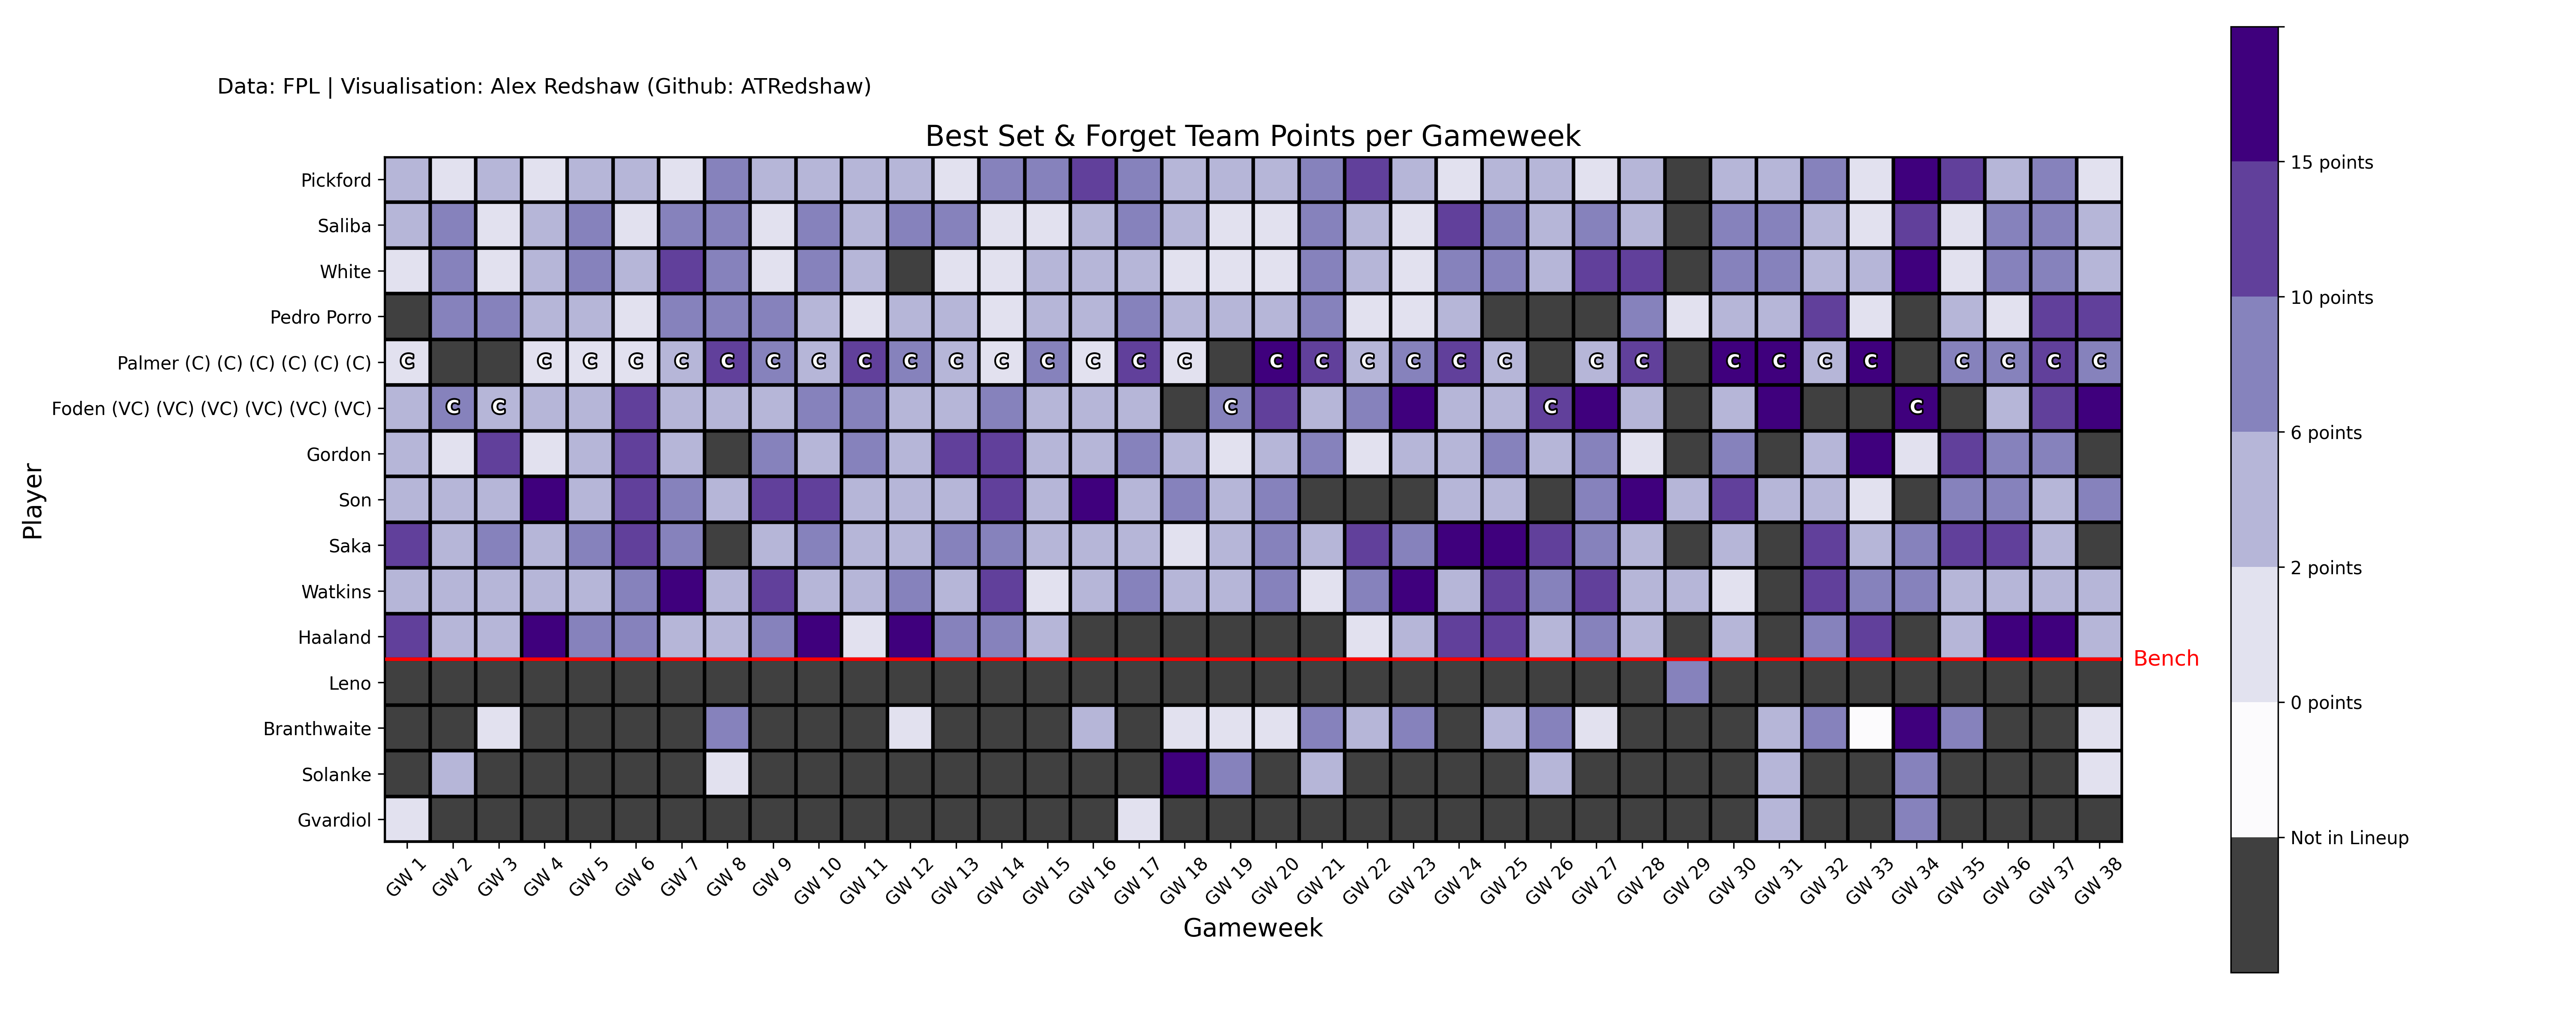 Data: FPL | Visualisation: Alex Redshaw (Github: ATRedshaw)
Best Set & Forget Team Points per Gameweek
Pickford
Saliba
White
Pedro Porro
Palmer (C) (C) (C) (C) (C) (C)
C C C C C C C C C C C C C C C C C C C C C C C C C C C C C C
Foden (VC) (VC) (VC) (VC) (VC) (VC)
C C C C C
Gordon
Son
Saka
Watkins
Haaland
Bench
Leno
Branthwaite
Solanke
Gvardiol
Player
GW 1 GW 2 GW 3 GW 4 GW 5 GW 6 GW 7 GW 8 GW 9 GW 10 GW 11 GW 12 GW 13 GW 14 GW 15 GW 16 GW 17 GW 18 GW 19 GW 20 GW 21 GW 22 GW 23 GW 24 GW 25 GW 26 GW 27 GW 28 GW 29 GW 30 GW 31 GW 32 GW 33 GW 34 GW 35 GW 36 GW 37 GW 38
Gameweek
15 points
10 points
6 points
2 points
0 points
Not in Lineup